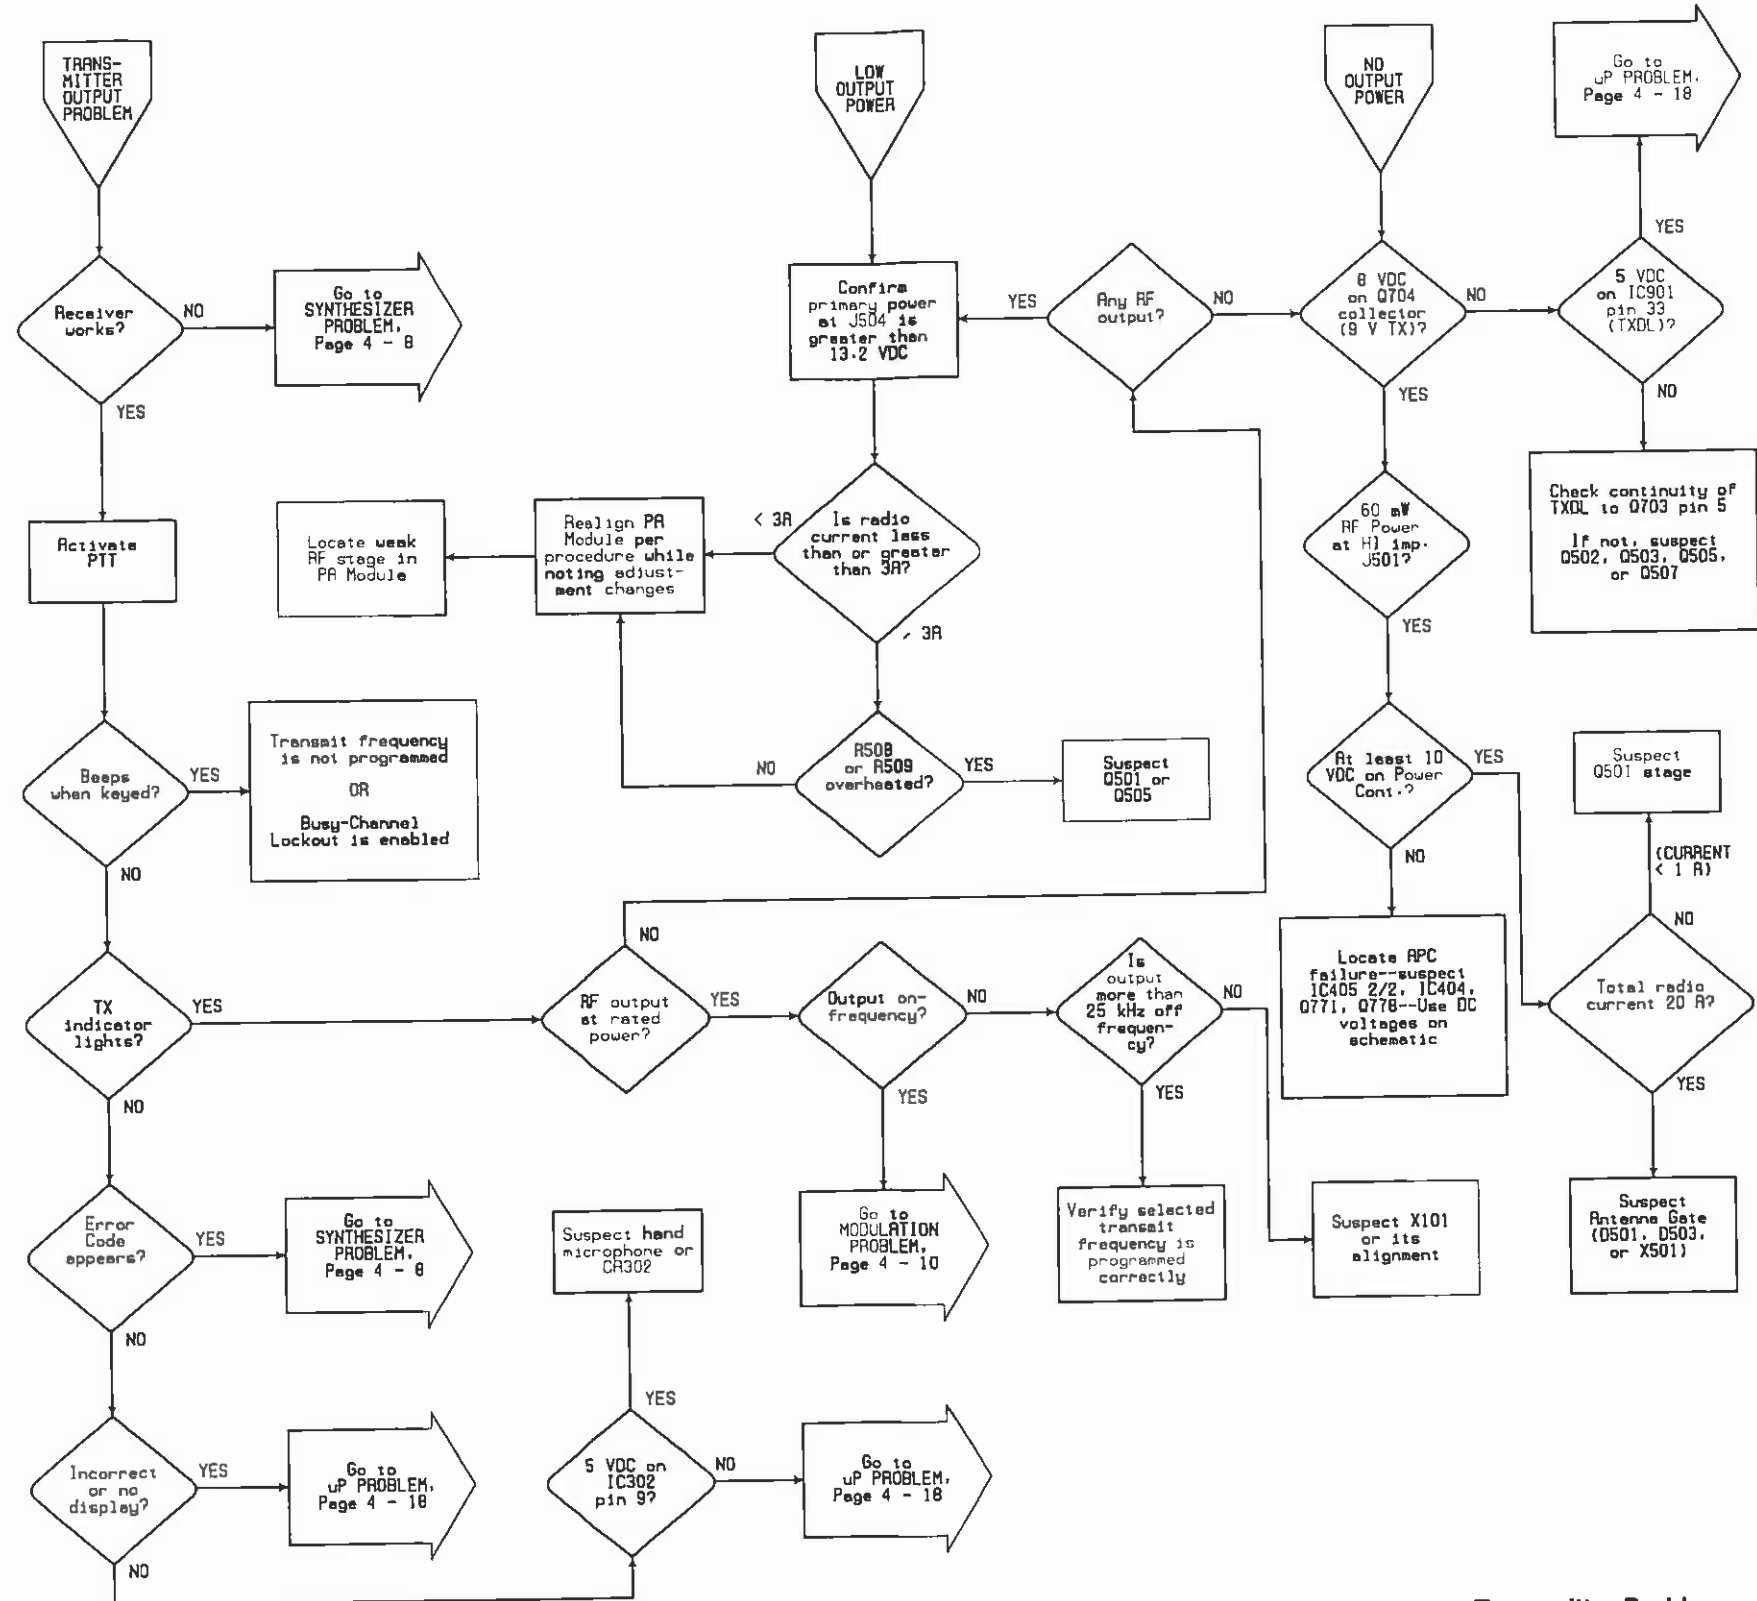 TRANS-
MITTER
OUTPUT
PROBLEM
Receiver
works?
NO
Go to
SYNTHESIZER
PROBLEM,
Page 4 - 8
YES
Activate
PTT
Beeps
when keyed?
YES
Transmit frequency
is not programmed
OR
Busy-Channel
Lockout is enabled
NO
TX
indicator
lights?
YES
NO
Error
Code
appears?
YES
Go to
SYNTHESIZER
PROBLEM,
Page 4 - 8
NO
Incorrect
or no
display?
YES
Go to
uP PROBLEM,
Page 4 - 18
NO
5 VDC on
IC302
pin 9?
YES
Suspect hand
microphone or
CR302
NO
Go to
uP PROBLEM,
Page 4 - 18
RF output
at rated
power?
NO
YES
Output on-
frequency?
YES
Go to
MODULATION
PROBLEM,
Page 4 - 10
NO
Is
output
more than
25 kHz off
frequen-
cy?
YES
Verify selected
transmit
frequency is
programmed
correctly
NO
Suspect X101
or its
alignment
LOW
OUTPUT
POWER
Confirm
primary power
at J504 is
greater than
13.2 VDC
Is radio
current less
than or greater
than 3A?
< 3A
Realign PA
Module per
procedure while
noting adjust-
ment changes
Locate weak
RF stage in
PA Module
3A
R508
or R509
overheated?
NO
YES
Suspect
Q501 or
Q505
Any RF
output?
YES
NO
NO
OUTPUT
POWER
8 VDC
on Q704
collector
(9 V TX)?
NO
5 VDC
on IC901
pin 33
(TXDL)?
YES
Go to
uP PROBLEM,
Page 4 - 18
NO
Check continuity of
TXDL to Q703 pin 5
If not, suspect
Q502, Q503, Q505,
or Q507
YES
60 mW
RF Power
at HI imp.
J501?
YES
At least 10
VDC on Power
Cont.?
YES
NO
Locate APC
failure--suspect
IC405 2/2, IC404,
Q771, Q778--Use DC
voltages on
schematic
Total radio
current 20 A?
NO
(CURRENT
< 1 A)
Suspect
Q501 stage
YES
Suspect
Antenna Gate
(D501, D503,
or X501)